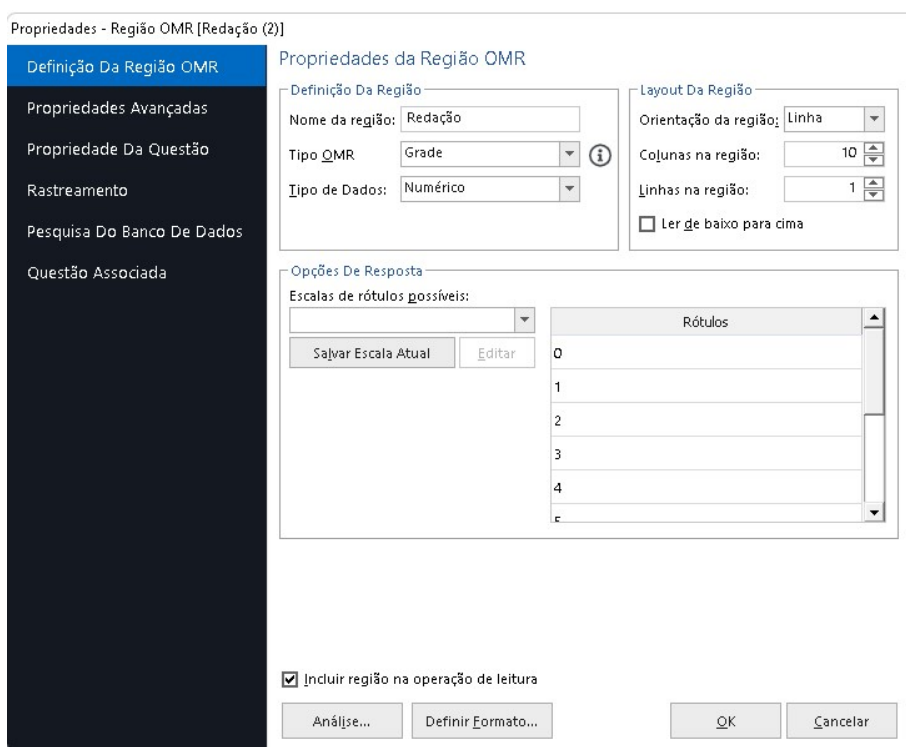 Propriedades - Região OMR [Redação (2)]
Definição Da Região OMR
Propriedades Avançadas
Propriedade Da Questão
Rastreamento
Pesquisa Do Banco De Dados
Questão Associada
Propriedades da Região OMR
Definição Da Região
Nome da região: Redação
Tipo OMR Grade
Tipo de Dados: Numérico
Layout Da Região
Orientação da região: Linha
Colunas na região: 10
Linhas na região: 1
Ler de baixo para cima
Opções De Resposta
Escalas de rótulos possíveis:
Salvar Escala Atual Editar
Rótulos
0
1
2
3
4
5
Incluir região na operação de leitura
Análise... Definir Formato... OK Cancelar